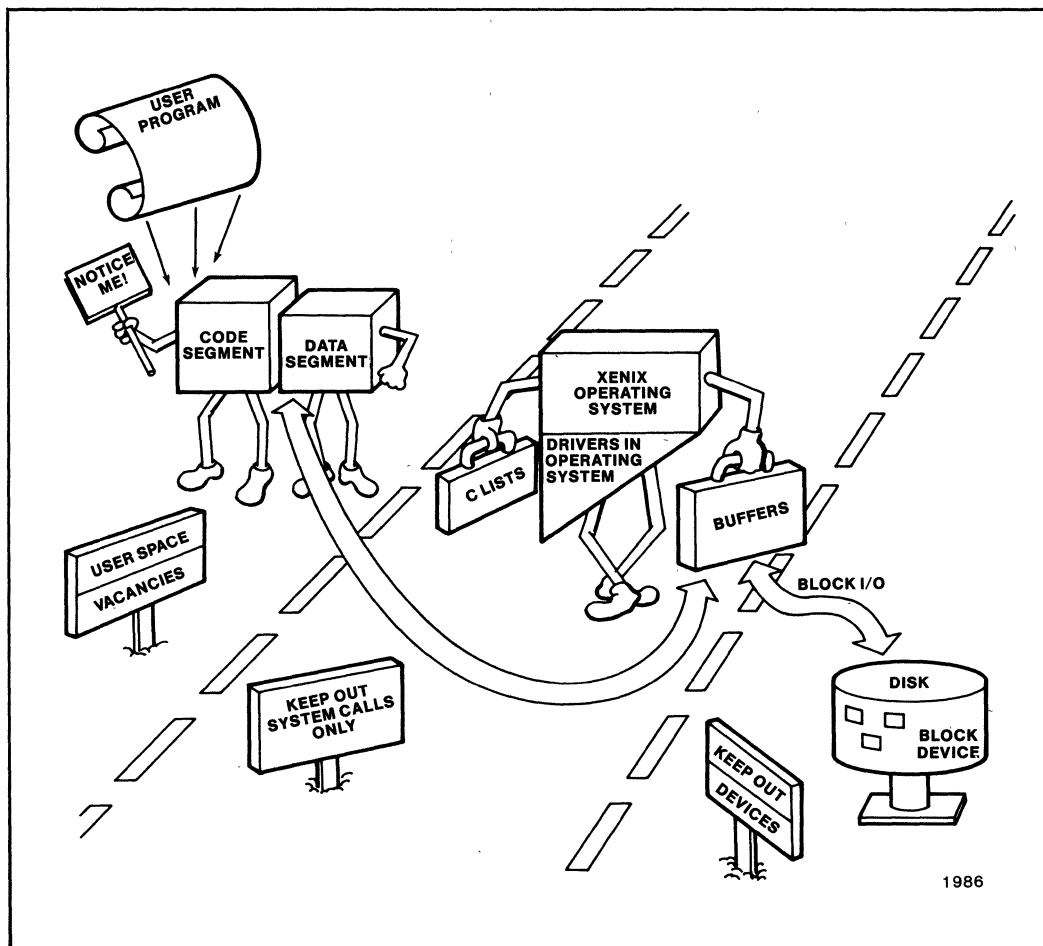 USER
PROGRAM
NOTICE
ME!
CODE
SEGMENT
DATA
SEGMENT
XENIX
OPERATING
SYSTEM
DRIVERS IN
OPERATING
SYSTEM
C LISTS
BUFFERS
USER SPACE
VACANCIES
BLOCK I/O
KEEP OUT
SYSTEM CALLS
ONLY
DISK
BLOCK
DEVICE
KEEP OUT
DEVICES
1986